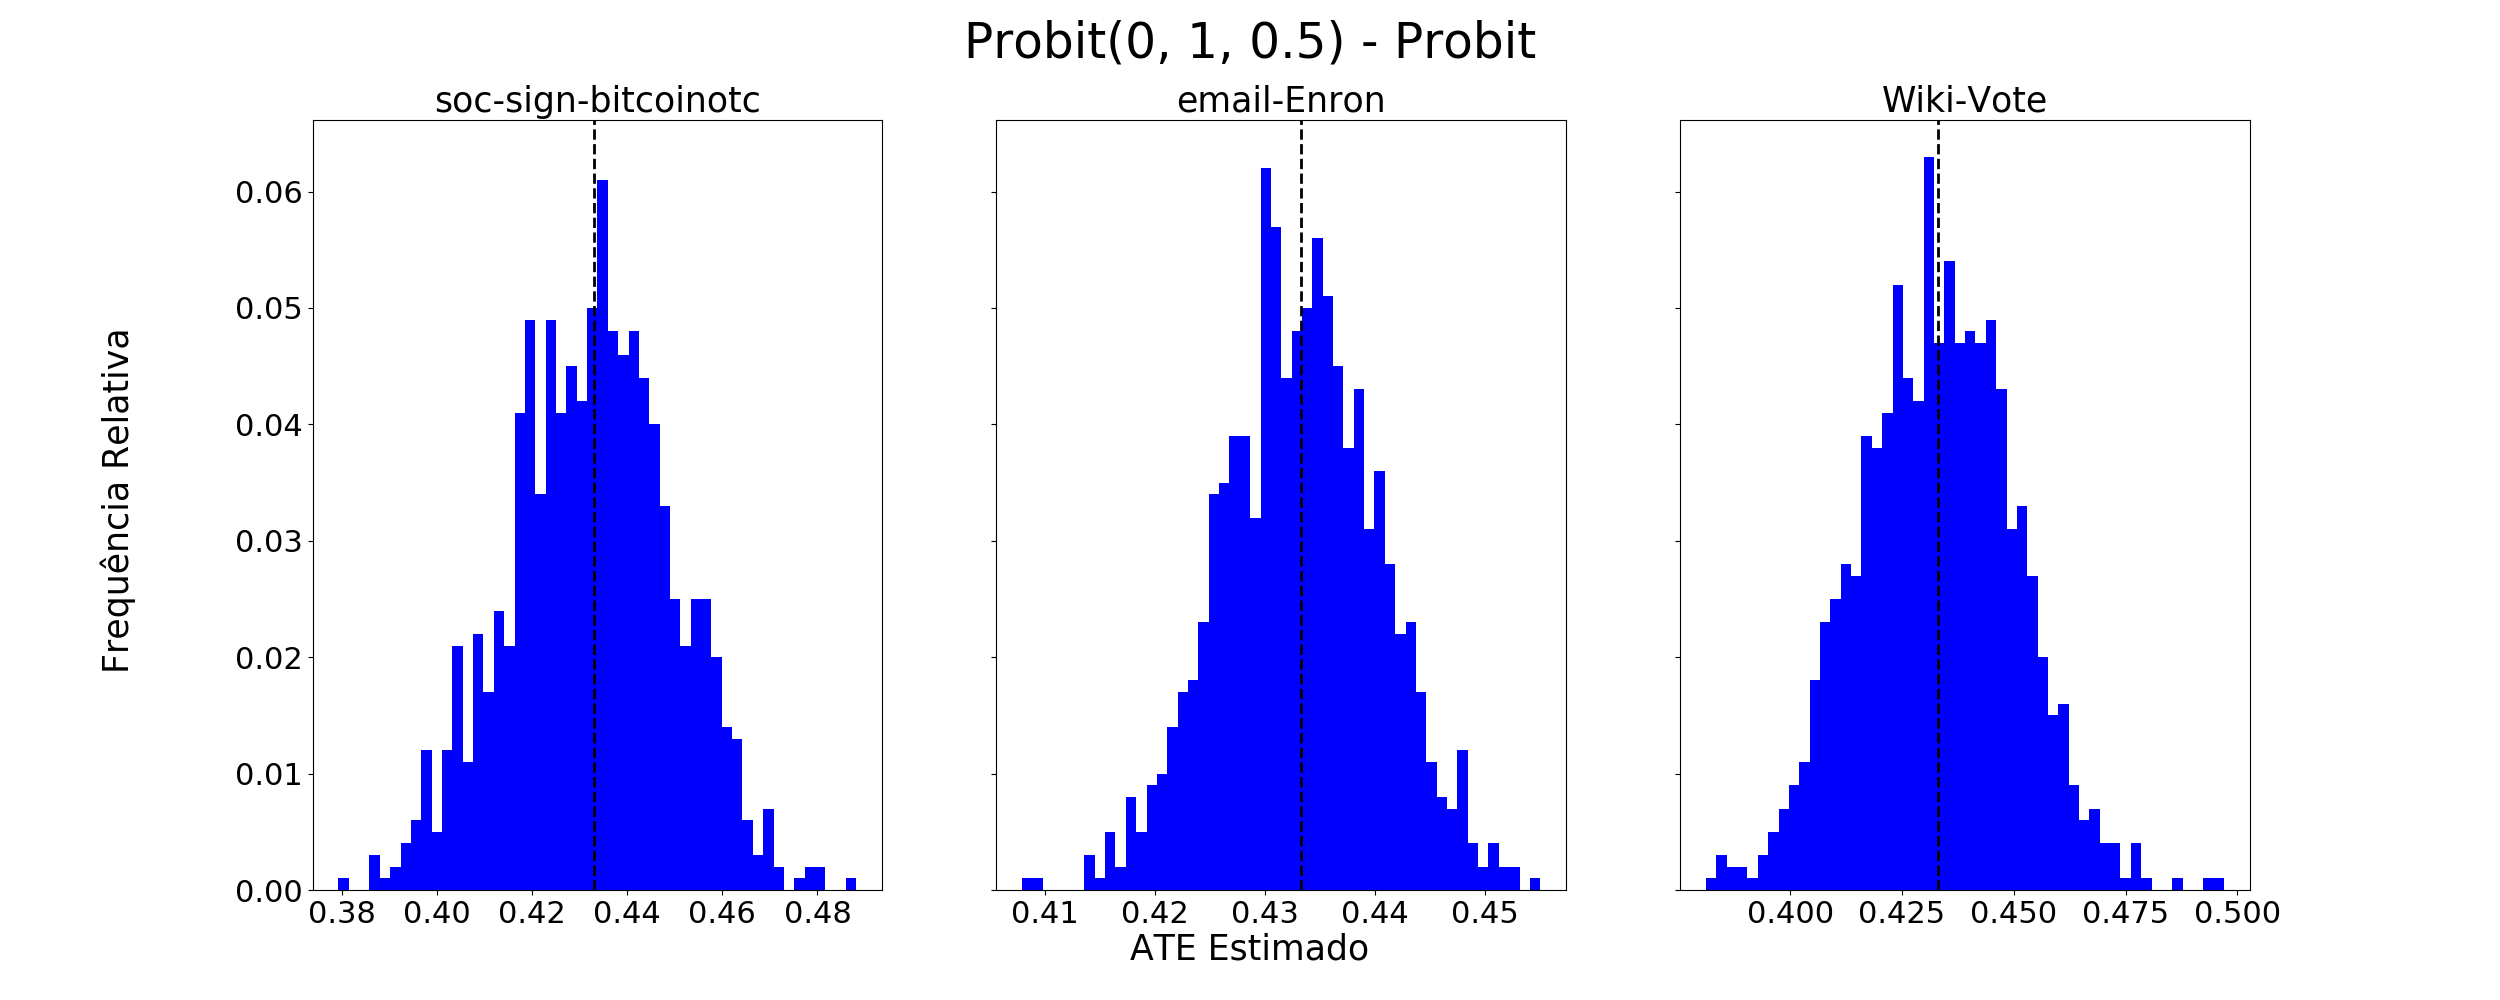 Probit(0, 1, 0.5) - Probit
soc-sign-bitcoinotc
email-Enron
Wiki-Vote
Frequência Relativa
0.06
0.05
0.04
0.03
0.02
0.01
0.00
0.38 0.40 0.42 0.44 0.46 0.48
0.41 0.42 0.43 0.44 0.45
0.400 0.425 0.450 0.475 0.500
ATE Estimado